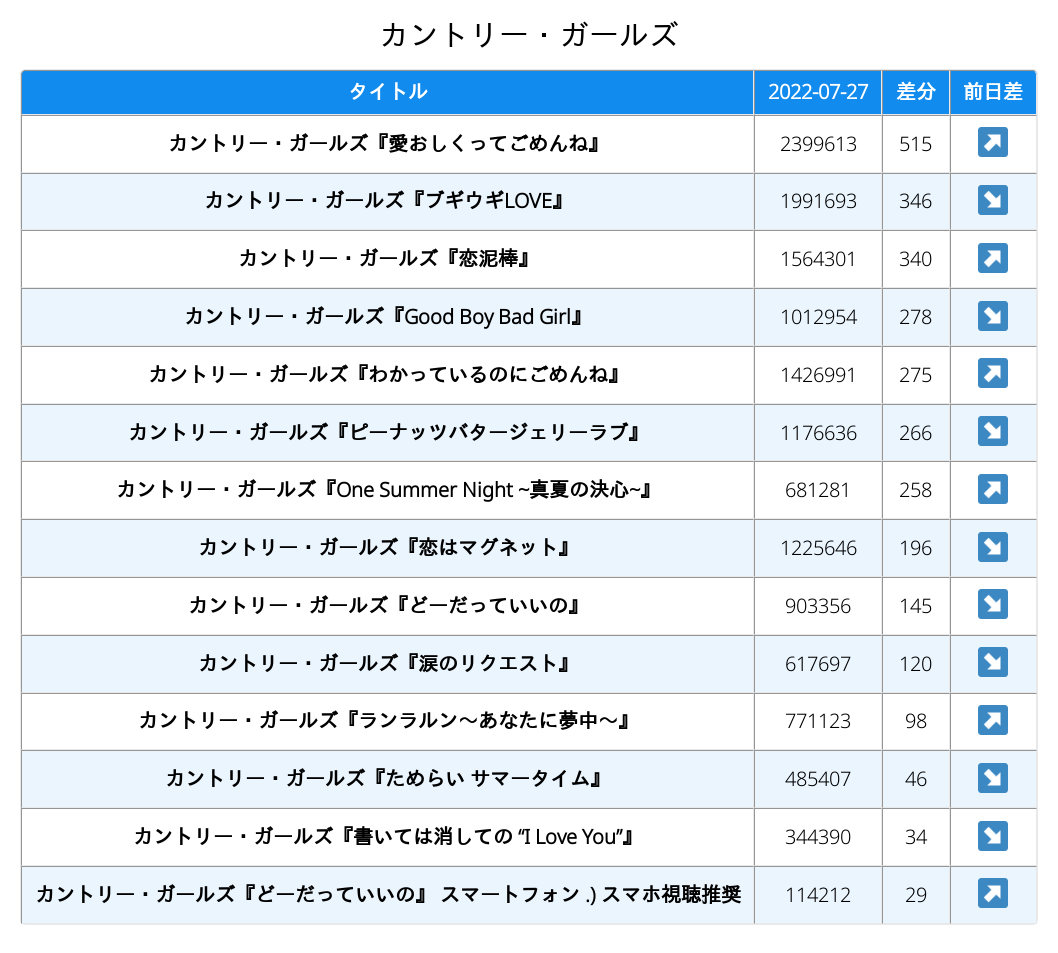 カントリー・ガールズ
タイトル 2022-07-27 差分 前日差
カントリー・ガールズ『愛おしくってごめんね』 2399613 515 ↗
カントリー・ガールズ『ブギウギLOVE』 1991693 346 ↘
カントリー・ガールズ『恋泥棒』 1564301 340 ↗
カントリー・ガールズ『Good Boy Bad Girl』 1012954 278 ↘
カントリー・ガールズ『わかっているのにごめんね』 1426991 275 ↗
カントリー・ガールズ『ピーナッツバタージェリーラブ』 1176636 266 ↘
カントリー・ガールズ『One Summer Night ~真夏の決心~』 681281 258 ↗
カントリー・ガールズ『恋はマグネット』 1225646 196 ↘
カントリー・ガールズ『どーだっていいの』 903356 145 ↘
カントリー・ガールズ『涙のリクエスト』 617697 120 ↘
カントリー・ガールズ『ランラルン～あなたに夢中～』 771123 98 ↗
カントリー・ガールズ『ためらい サマータイム』 485407 46 ↘
カントリー・ガールズ『書いては消しての “I Love You”』 344390 34 ↘
カントリー・ガールズ『どーだっていいの』 スマートフォン .) スマホ視聴推奨 114212 29 ↗